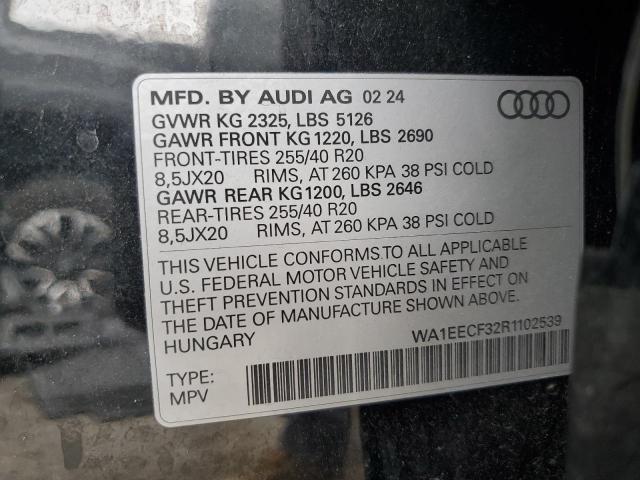 MFD. BY AUDI AG 02 24
GVWR KG 2325, LBS 5126
GAWR FRONT KG 1220, LBS 2690
FRONT-TIRES 255/40 R20
8,5JX20 RIMS, AT 260 KPA 38 PSI COLD
GAWR REAR KG 1200, LBS 2646
REAR-TIRES 255/40 R20
8,5JX20 RIMS, AT 260 KPA 38 PSI COLD
THIS VEHICLE CONFORMS TO ALL APPLICABLE
U.S. FEDERAL MOTOR VEHICLE SAFETY AND
THEFT PREVENTION STANDARDS IN EFFECT ON
THE DATE OF MANUFACTURE SHOWN ABOVE.
HUNGARY WA1EECF32R1102539
TYPE:
MPV